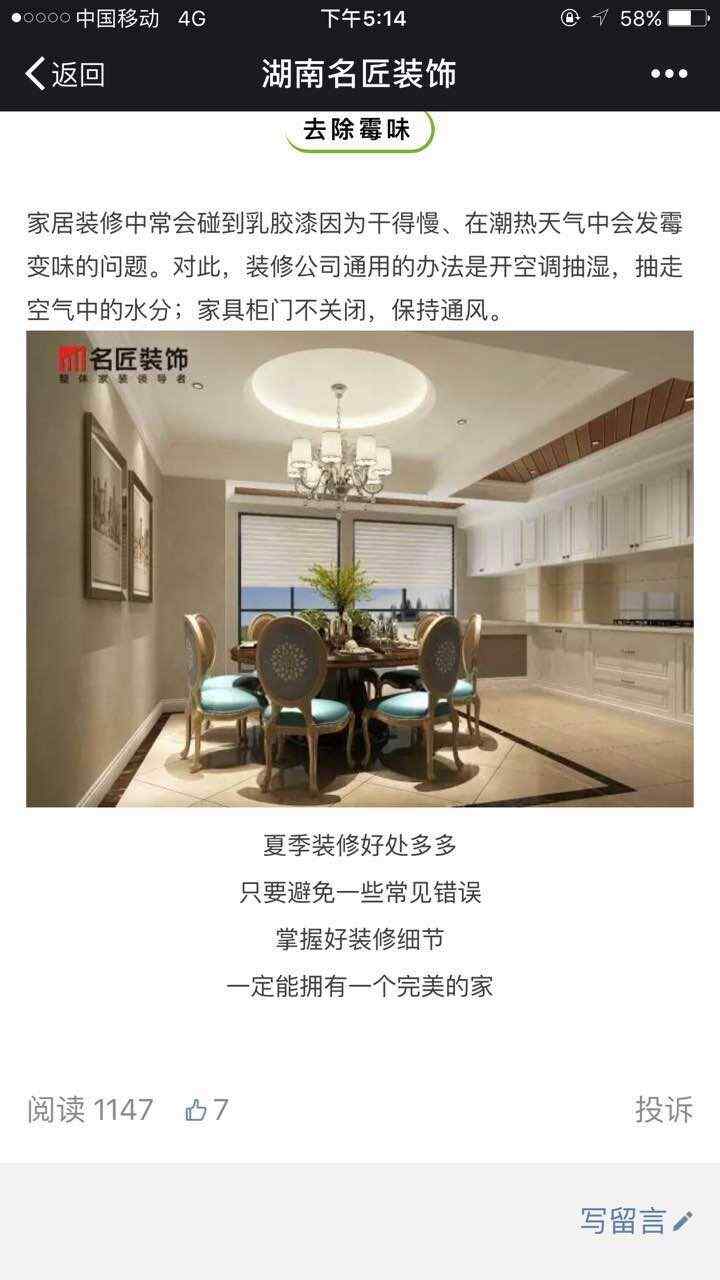 中国移动 4G 下午5:14 58%
返回 湖南名匠装饰
去除霉味
家居装修中常会碰到乳胶漆因为干得慢、在潮热天气中会发霉
变味的问题。对此，装修公司通用的办法是开空调抽湿，抽走
空气中的水分；家具柜门不关闭，保持通风。
名匠装饰
整体家装领导者
夏季装修好处多多
只要避免一些常见错误
掌握好装修细节
一定能拥有一个完美的家
阅读 1147 7 投诉
写留言